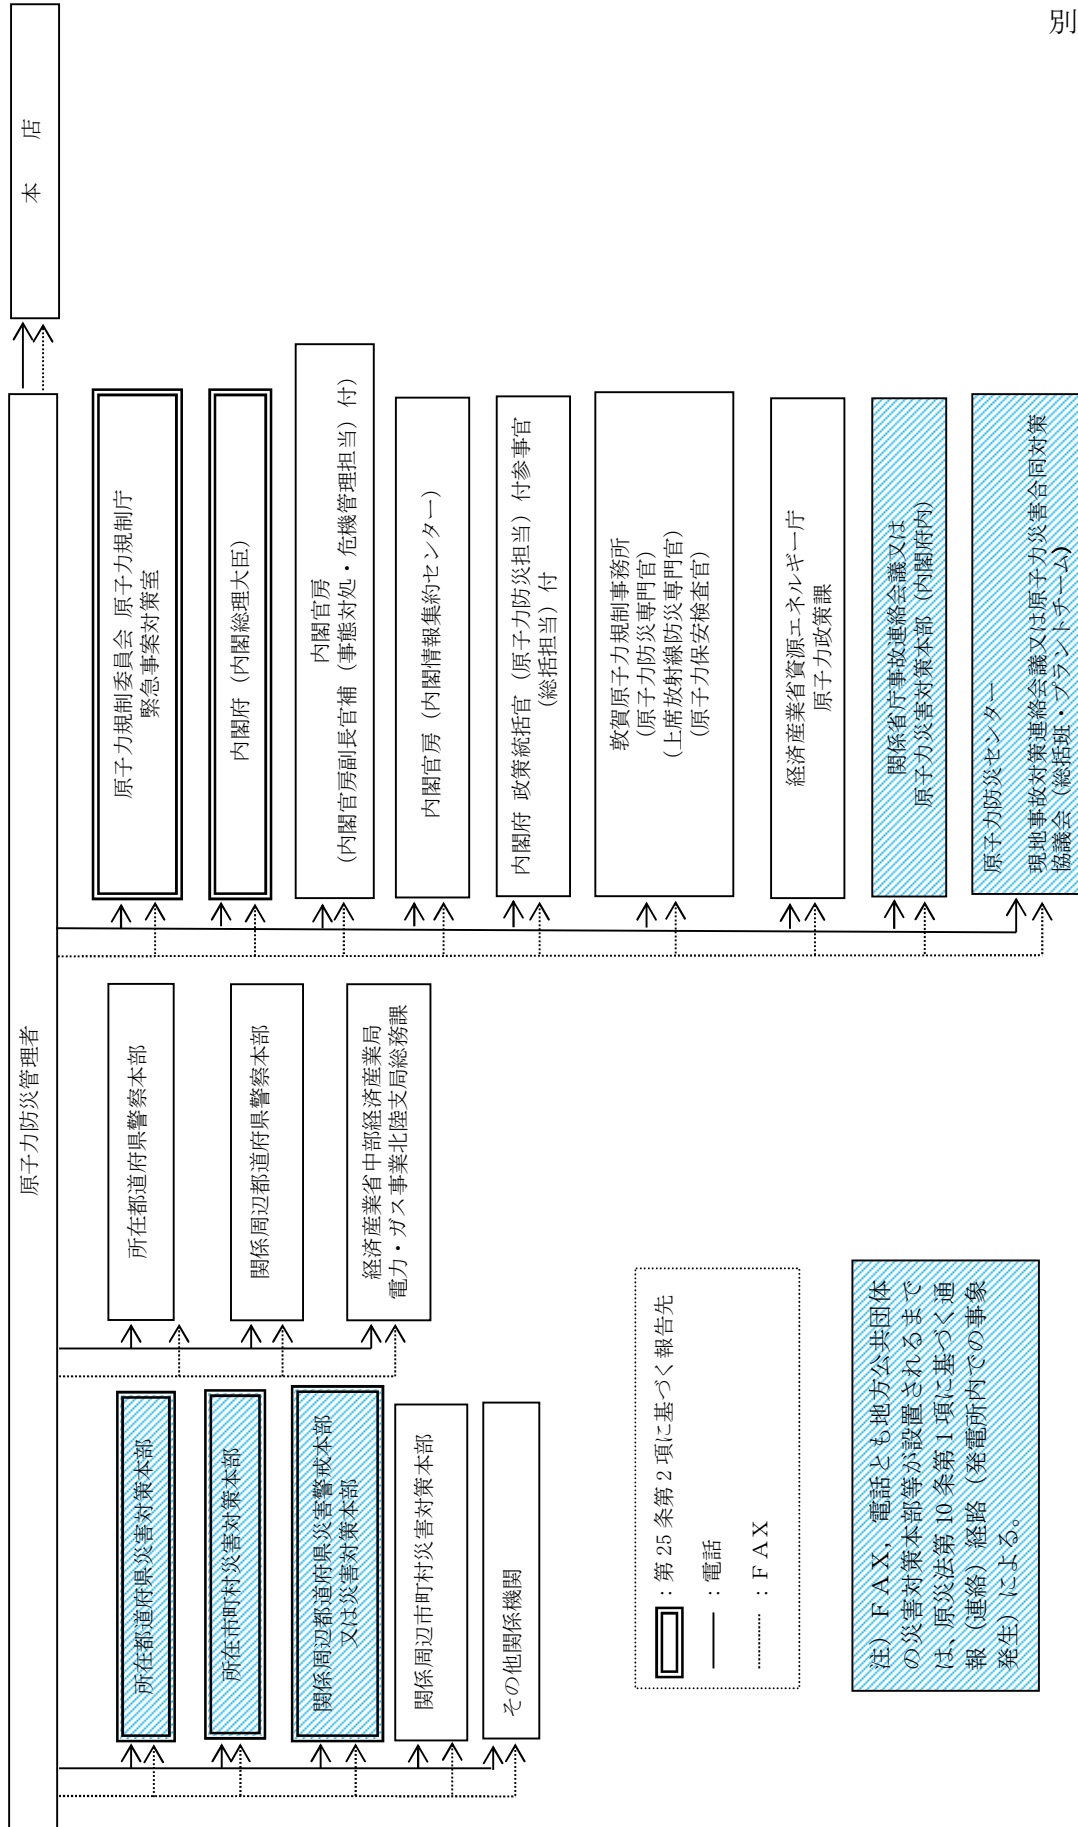 別
原子力防災管理者
本　店
原子力規制委員会 原子力規制庁
緊急事案対策室
内閣府（内閣総理大臣）
内閣官房
（内閣官房副長官補（事態対処・危機管理担当）付）
内閣官房（内閣情報集約センター）
内閣府 政策統括官（原子力防災担当）付参事官
（総括担当）付
敦賀原子力規制事務所
（原子力防災専門官）
（上席放射線防災専門官）
（原子力保安検査官）
経済産業省資源エネルギー庁
原子力政策課
関係省庁事故連絡会議又は
原子力災害対策本部（内閣府内）
原子力防災センター
現地事故対策連絡会議又は原子力災害合同対策
協議会（総括班・プラントチーム）
所在都道府県警察本部
関係周辺都道府県警察本部
経済産業省中部経済産業局
電力・ガス事業北陸支局総務課
所在都道府県災害対策本部
所在市町村災害対策本部
関係周辺都道府県災害警戒本部
又は災害対策本部
関係周辺市町村災害対策本部
その他関係機関
：第 25 条第 2 項に基づく報告先
：電話
：ＦＡＸ
注）ＦＡＸ，電話とも地方公共団体
の災害対策本部等が設置されるまで
は、原災法第 10 条第 1 項に基づく通
報（連絡）経路（発電所内での事象
発生）による。